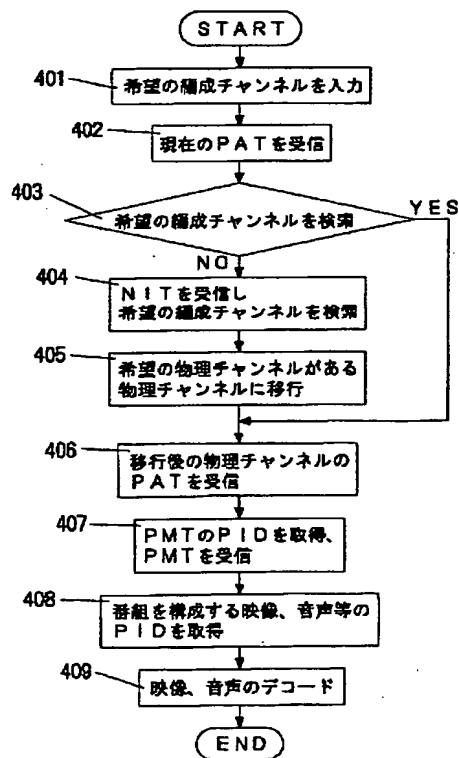 START
401
希望の編成チャンネルを入力
402
現在のPATを受信
403
希望の編成チャンネルを検索
YES
NO
404
NITを受信し
希望の編成チャンネルを検索
405
希望の物理チャンネルがある
物理チャンネルに移行
406
移行後の物理チャンネルの
PATを受信
407
PMTのPIDを取得、
PMTを受信
408
番組を構成する映像、音声等の
PIDを取得
409
映像、音声のデコード
END